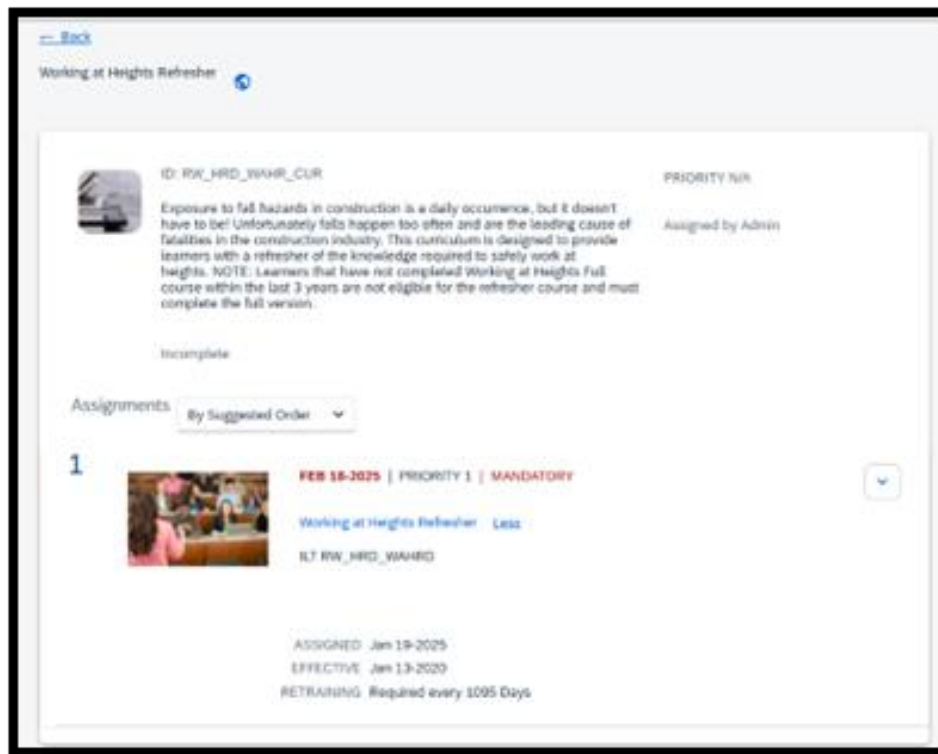 ← Back
Working at Heights Refresher
ID: RW_HRD_WAHR_CUR
PRIORITY N/A
Exposure to fall hazards in construction is a daily occurrence, but it doesn't
have to be! Unfortunately falls happen too often and are the leading cause of
fatalities in the construction industry. This curriculum is designed to provide
learners with a refresher of the knowledge required to safely work at
heights. NOTE: Learners that have not completed Working at Heights Full
course within the last 3 years are not eligible for the refresher course and must
complete the full version.
Assigned by Admin
Incomplete
Assignments
By Suggested Order
1
FEB 18-2025 | PRIORITY 1 | MANDATORY
Working at Heights Refresher Less
ILT RW_HRD_WAHRD
ASSIGNED Jan 19-2025
EFFECTIVE Jan 13-2020
RETRAINING Required every 1095 Days